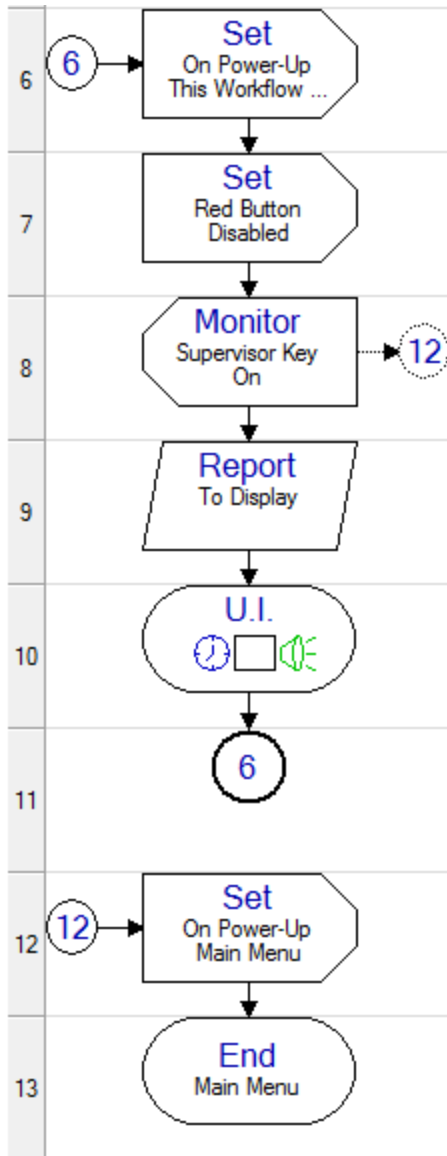 6
6
Set
On Power-Up
This Workflow ...
7
Set
Red Button
Disabled
8
Monitor
Supervisor Key
On
12
9
Report
To Display
10
U.I.
11
6
12
12
Set
On Power-Up
Main Menu
13
End
Main Menu